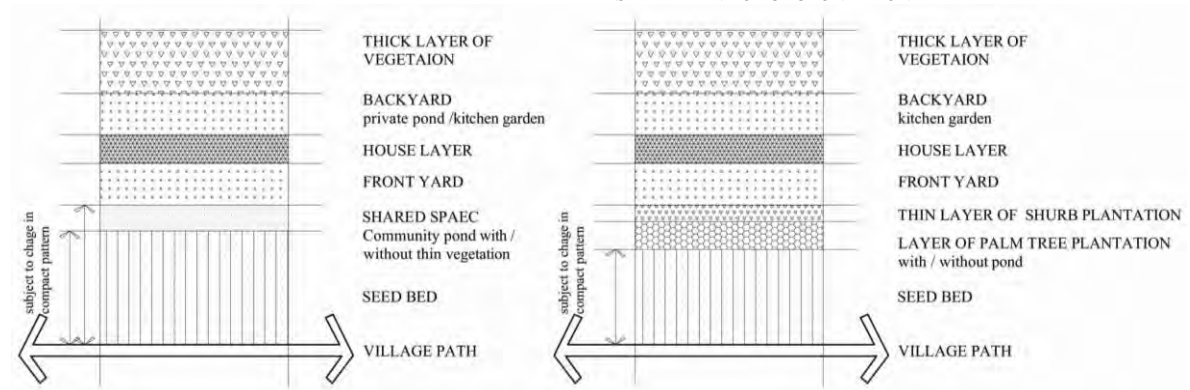 THICK LAYER OF
VEGETAION
BACKYARD
private pond /kitchen garden
HOUSE LAYER
FRONT YARD
SHARED SPAEC
Community pond with /
without thin vegetation
SEED BED
VILLAGE PATH
subject to chage in
compact pattern
THICK LAYER OF
VEGETAION
BACKYARD
kitchen garden
HOUSE LAYER
FRONT YARD
THIN LAYER OF SHURB PLANTATION
LAYER OF PALM TREE PLANTATION
with / without pond
SEED BED
VILLAGE PATH
subject to chage in
compact pattern